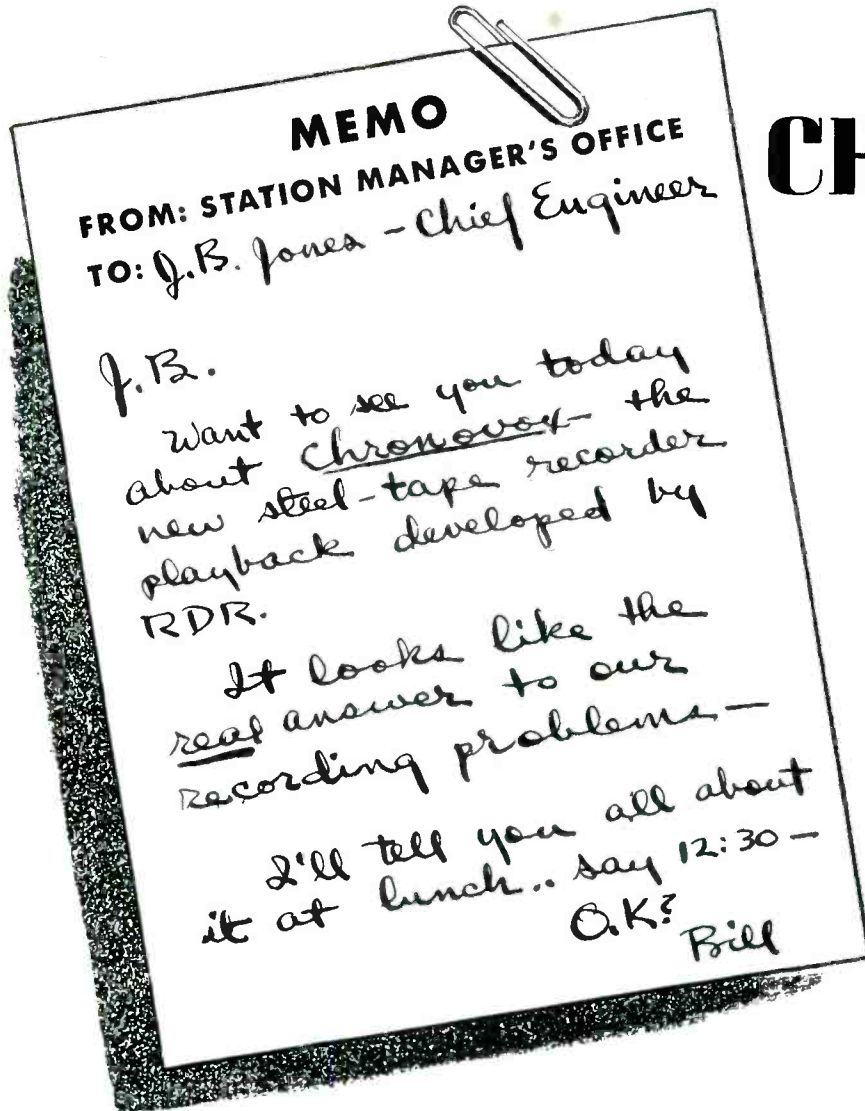 MEMO
FROM: STATION MANAGER'S OFFICE
TO: J.B. Jones - Chief Engineer
CH
J.B.
Want to see you today
about Chronovox - the
new steel-tape recorder
playback developed by
RDR.
It looks like the
real answer to our
recording problems —
I'll tell you all about
it at lunch.. say 12:30 —
O.K?
Bill